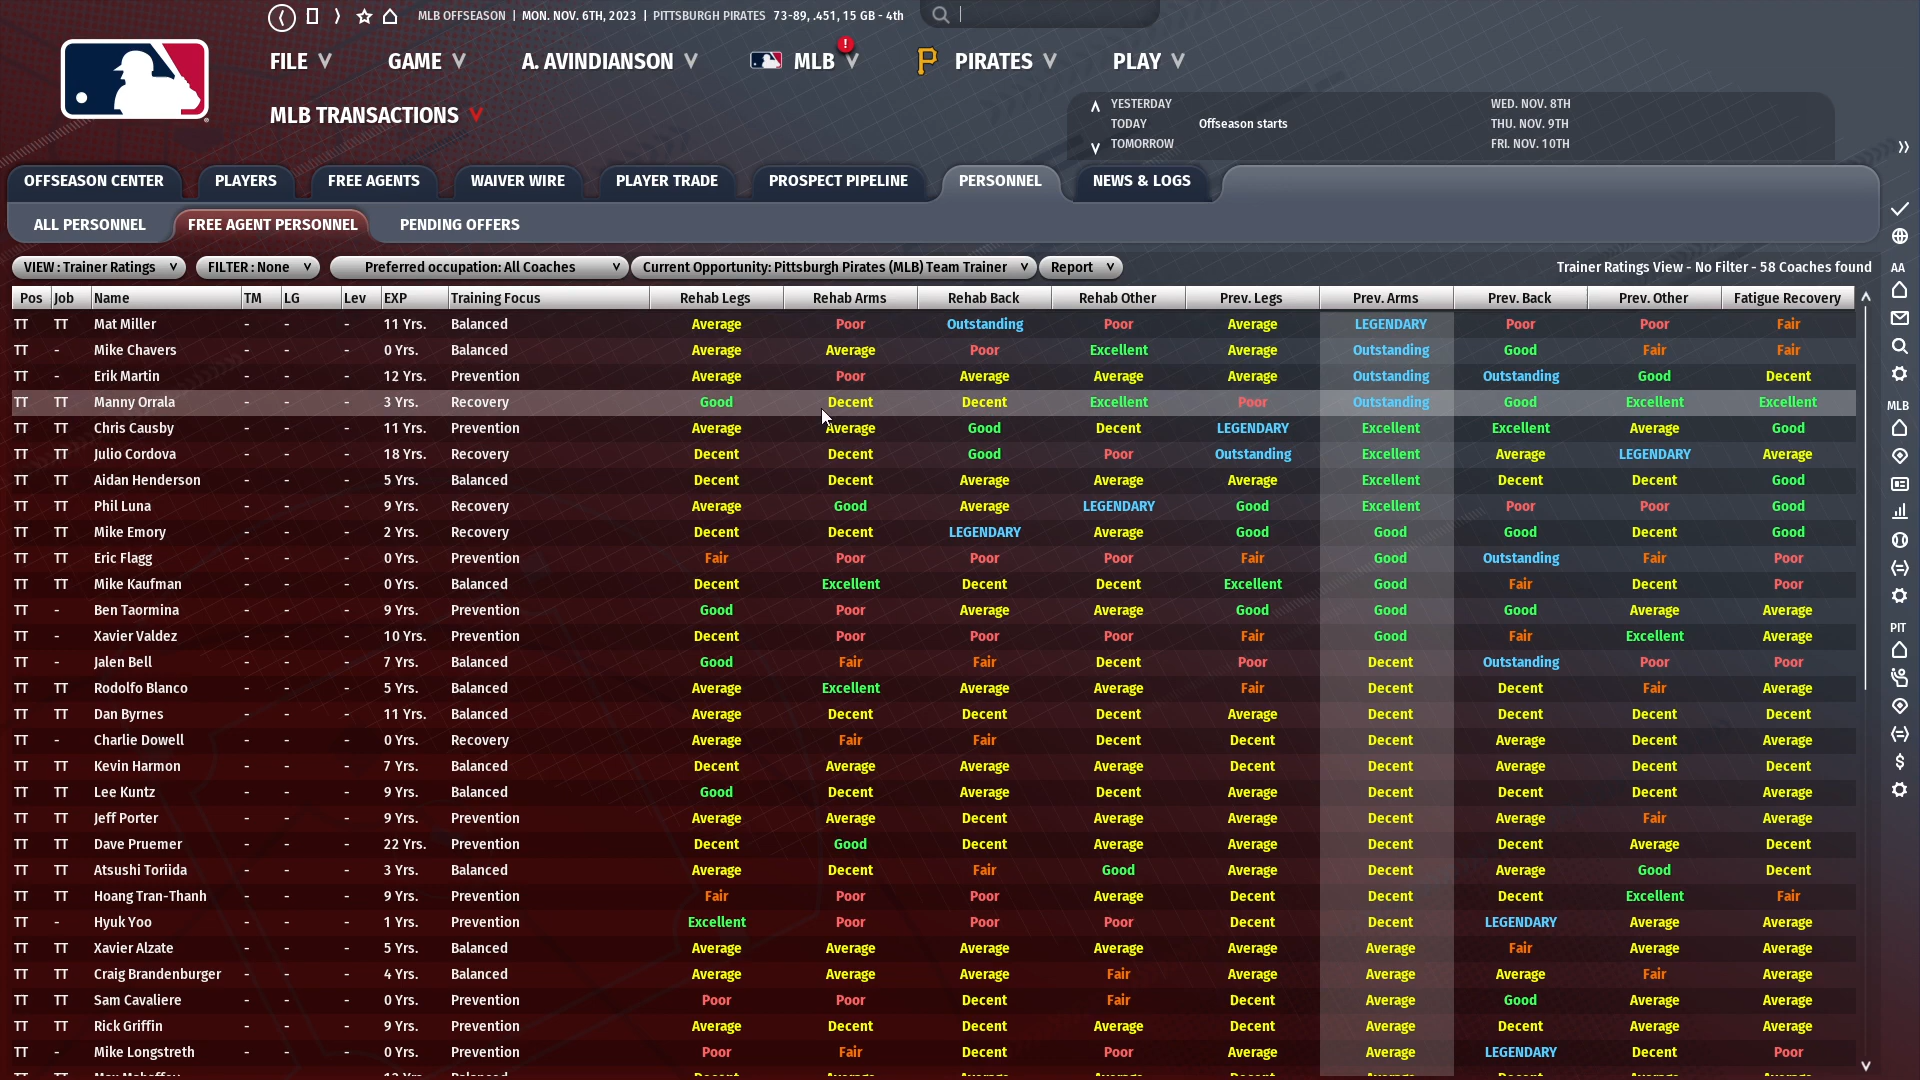 MLB OFFSEASON | MON. NOV. 6TH, 2023 | PITTSBURGH PIRATES 73-89, .451, 15 GB - 4th
FILE GAME A. AVINDIANSON MLB ! P PIRATES PLAY
MLB TRANSACTIONS
YESTERDAY WED. NOV. 8TH
TODAY Offseason starts THU. NOV. 9TH
TOMORROW FRI. NOV. 10TH
OFFSEASON CENTER PLAYERS FREE AGENTS WAIVER WIRE PLAYER TRADE PROSPECT PIPELINE PERSONNEL NEWS & LOGS
ALL PERSONNEL FREE AGENT PERSONNEL PENDING OFFERS
VIEW : Trainer Ratings FILTER : None Preferred occupation: All Coaches Current Opportunity: Pittsburgh Pirates (MLB) Team Trainer Report Trainer Ratings View - No Filter - 58 Coaches found
Pos Job Name TM LG Lev EXP Training Focus Rehab Legs Rehab Arms Rehab Back Rehab Other Prev. Legs Prev. Arms Prev. Back Prev. Other Fatigue Recovery
TT TT Mat Miller - - - 11 Yrs. Balanced Average Poor Outstanding Poor Average LEGENDARY Poor Poor Fair
TT - Mike Chavers - - - 0 Yrs. Balanced Average Average Poor Excellent Average Outstanding Good Fair Fair
TT - Erik Martin - - - 12 Yrs. Prevention Average Poor Average Average Average Outstanding Outstanding Good Decent
TT TT Manny Orrala - - - 3 Yrs. Recovery Good Decent Decent Excellent Poor Outstanding Good Excellent Excellent
TT TT Chris Causby - - - 11 Yrs. Prevention Average Average Good Decent LEGENDARY Excellent Excellent Average Good
TT TT Julio Cordova - - - 18 Yrs. Recovery Decent Decent Good Poor Outstanding Excellent Average LEGENDARY Average
TT TT Aidan Henderson - - - 5 Yrs. Balanced Decent Decent Average Average Average Excellent Decent Decent Good
TT TT Phil Luna - - - 9 Yrs. Recovery Average Good Average LEGENDARY Good Excellent Poor Poor Good
TT TT Mike Emory - - - 2 Yrs. Recovery Decent Decent LEGENDARY Average Good Good Good Decent Good
TT TT Eric Flagg - - - 0 Yrs. Prevention Fair Poor Poor Poor Fair Good Outstanding Fair Poor
TT TT Mike Kaufman - - - 0 Yrs. Balanced Decent Excellent Decent Decent Excellent Good Fair Decent Poor
TT - Ben Taormina - - - 9 Yrs. Prevention Good Poor Average Average Good Good Good Average Average
TT - Xavier Valdez - - - 10 Yrs. Prevention Decent Poor Poor Poor Fair Good Fair Excellent Average
TT - Jalen Bell - - - 7 Yrs. Balanced Good Fair Fair Decent Poor Decent Outstanding Poor Poor
TT TT Rodolfo Blanco - - - 5 Yrs. Balanced Average Excellent Average Average Fair Decent Decent Fair Average
TT TT Dan Byrnes - - - 11 Yrs. Balanced Average Decent Decent Decent Average Decent Decent Decent Decent
TT - Charlie Dowell - - - 0 Yrs. Recovery Average Fair Fair Decent Decent Decent Average Decent Average
TT TT Kevin Harmon - - - 7 Yrs. Balanced Decent Average Average Average Decent Decent Average Decent Decent
TT TT Lee Kuntz - - - 9 Yrs. Balanced Good Decent Average Decent Average Decent Decent Decent Average
TT TT Jeff Porter - - - 9 Yrs. Prevention Average Average Decent Average Average Decent Average Fair Average
TT TT Dave Pruemer - - - 22 Yrs. Prevention Decent Good Decent Average Average Decent Decent Average Decent
TT TT Atsushi Toriida - - - 3 Yrs. Balanced Average Decent Fair Good Average Decent Average Good Decent
TT TT Hoang Tran-Thanh - - - 9 Yrs. Prevention Fair Poor Poor Average Decent Decent Decent Excellent Fair
TT - Hyuk Yoo - - - 1 Yrs. Prevention Excellent Poor Poor Poor Decent Decent LEGENDARY Average Average
TT TT Xavier Alzate - - - 5 Yrs. Balanced Average Average Average Average Average Average Fair Average Average
TT TT Craig Brandenburger - - - 4 Yrs. Balanced Average Average Average Fair Average Average Average Fair Average
TT TT Sam Cavaliere - - - 0 Yrs. Prevention Poor Poor Decent Fair Decent Average Good Average Average
TT TT Rick Griffin - - - 9 Yrs. Prevention Average Decent Decent Average Decent Average Decent Average Average
TT - Mike Longstreth - - - 0 Yrs. Prevention Poor Fair Decent Poor Average Average LEGENDARY Decent Poor
AA
MLB
PIT